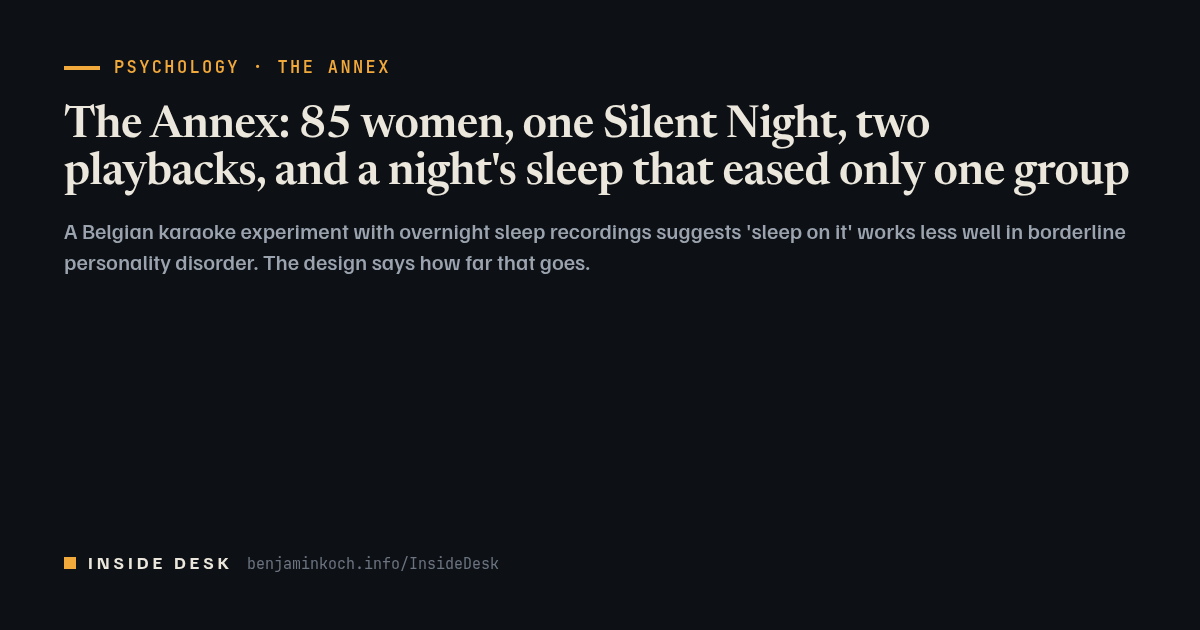 PSYCHOLOGY · THE ANNEX
The Annex: 85 women, one Silent Night, two
playbacks, and a night's sleep that eased only one group
A Belgian karaoke experiment with overnight sleep recordings suggests 'sleep on it' works less well in borderline
personality disorder. The design says how far that goes.
INSIDE DESK benjaminkoch.info/InsideDesk